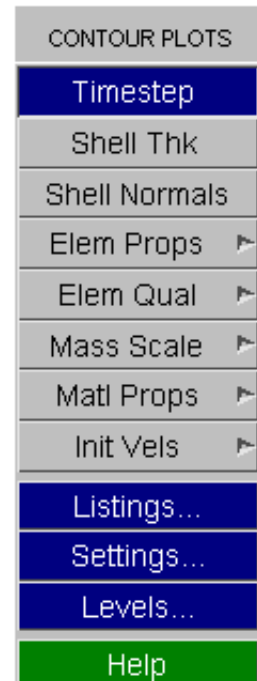 CONTOUR PLOTS
Timestep
Shell Thk
Shell Normals
Elem Props
Elem Qual
Mass Scale
Matl Props
Init Vels
Listings...
Settings...
Levels...
Help